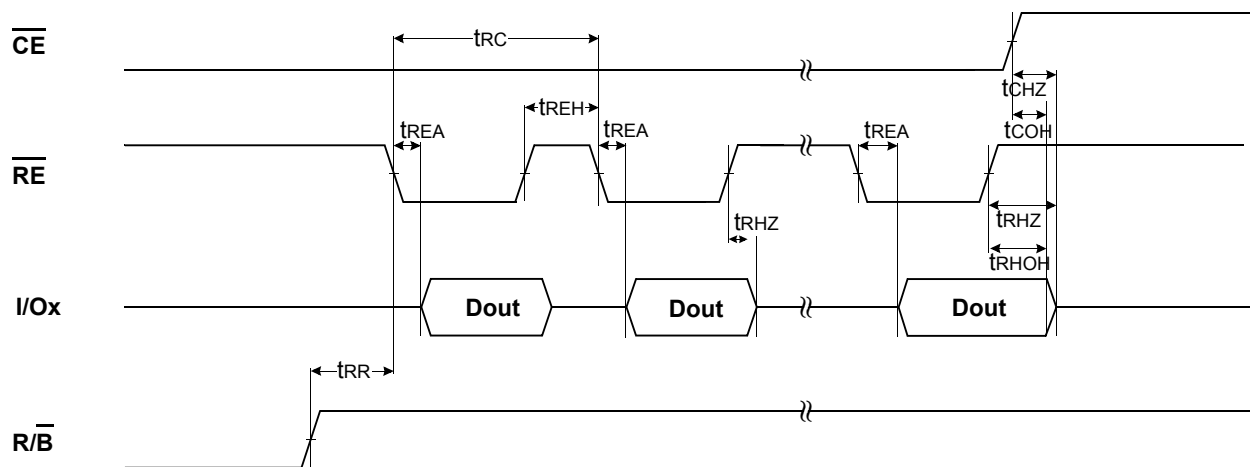 CE
tRC
tCHZ
tREH
tREA
tREA
tREA
tCOH
RE
tRHZ
tRHZ
tRHOH
I/Ox
Dout
Dout
Dout
tRR
R/B